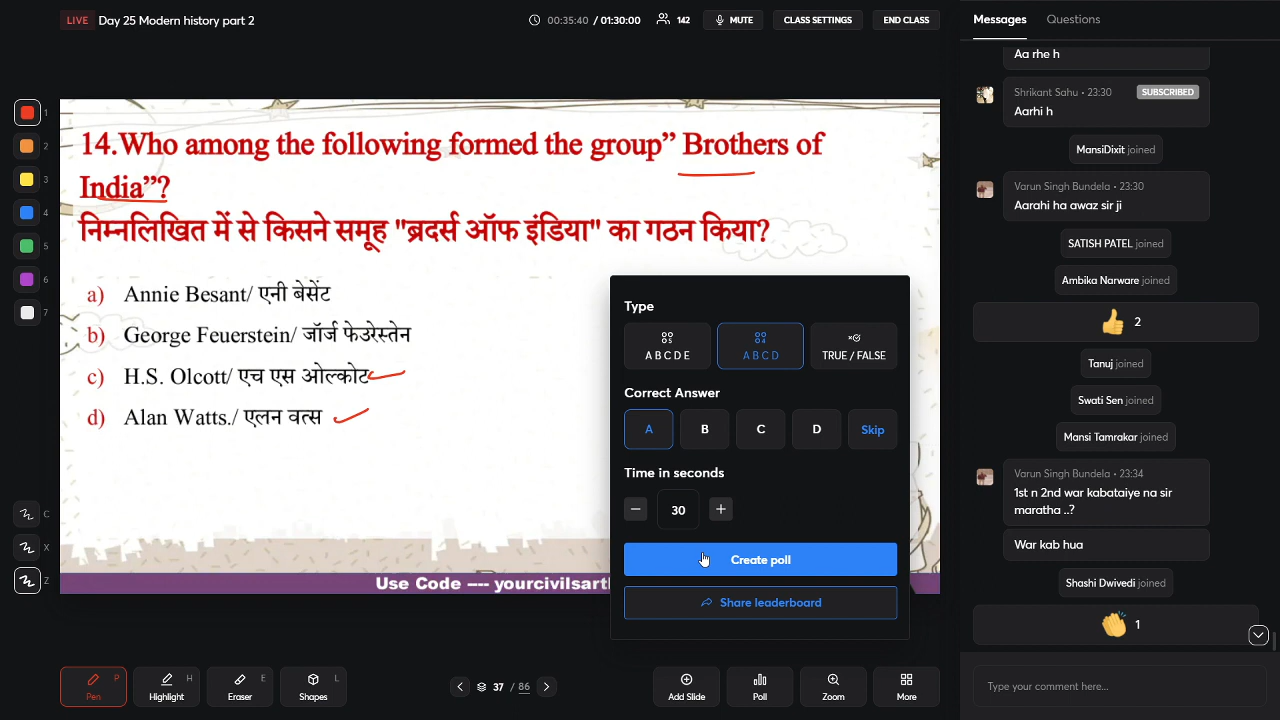 LIVE Day 25 Modern history part 2
00:35:40 / 01:30:00 142 MUTE CLASS SETTINGS END CLASS
1
2
3
4
5
6
7
C
X
Z
14.Who among the following formed the group” Brothers of
India”?
निम्नलिखित में से किसने समूह "ब्रदर्स ऑफ इंडिया" का गठन किया?
a) Annie Besant/ एनी बेसेंट
b) George Feuerstein/ जॉर्ज फेउरेस्तेन
c) H.S. Olcott/ एच एस ओल्कोट
d) Alan Watts./ एलन वत्स
Use Code ---- yourcivilsart
Type
A B C D E A B C D TRUE / FALSE
Correct Answer
A B C D Skip
Time in seconds
30
Create poll
Share leaderboard
Pen P
Highlight H
Eraser E
Shapes L
37 / 86
Add Slide
Poll
Zoom
More
Messages Questions
Aa rhe h
Shrikant Sahu • 23:30 SUBSCRIBED
Aarhi h
MansiDixit joined
Varun Singh Bundela • 23:30
Aarahi ha awaz sir ji
SATISH PATEL joined
Ambika Narware joined
2
Tanuj joined
Swati Sen joined
Mansi Tamrakar joined
Varun Singh Bundela • 23:34
1st n 2nd war kabataiye na sir
maratha ..?
War kab hua
Shashi Dwivedi joined
1
Type your comment here...